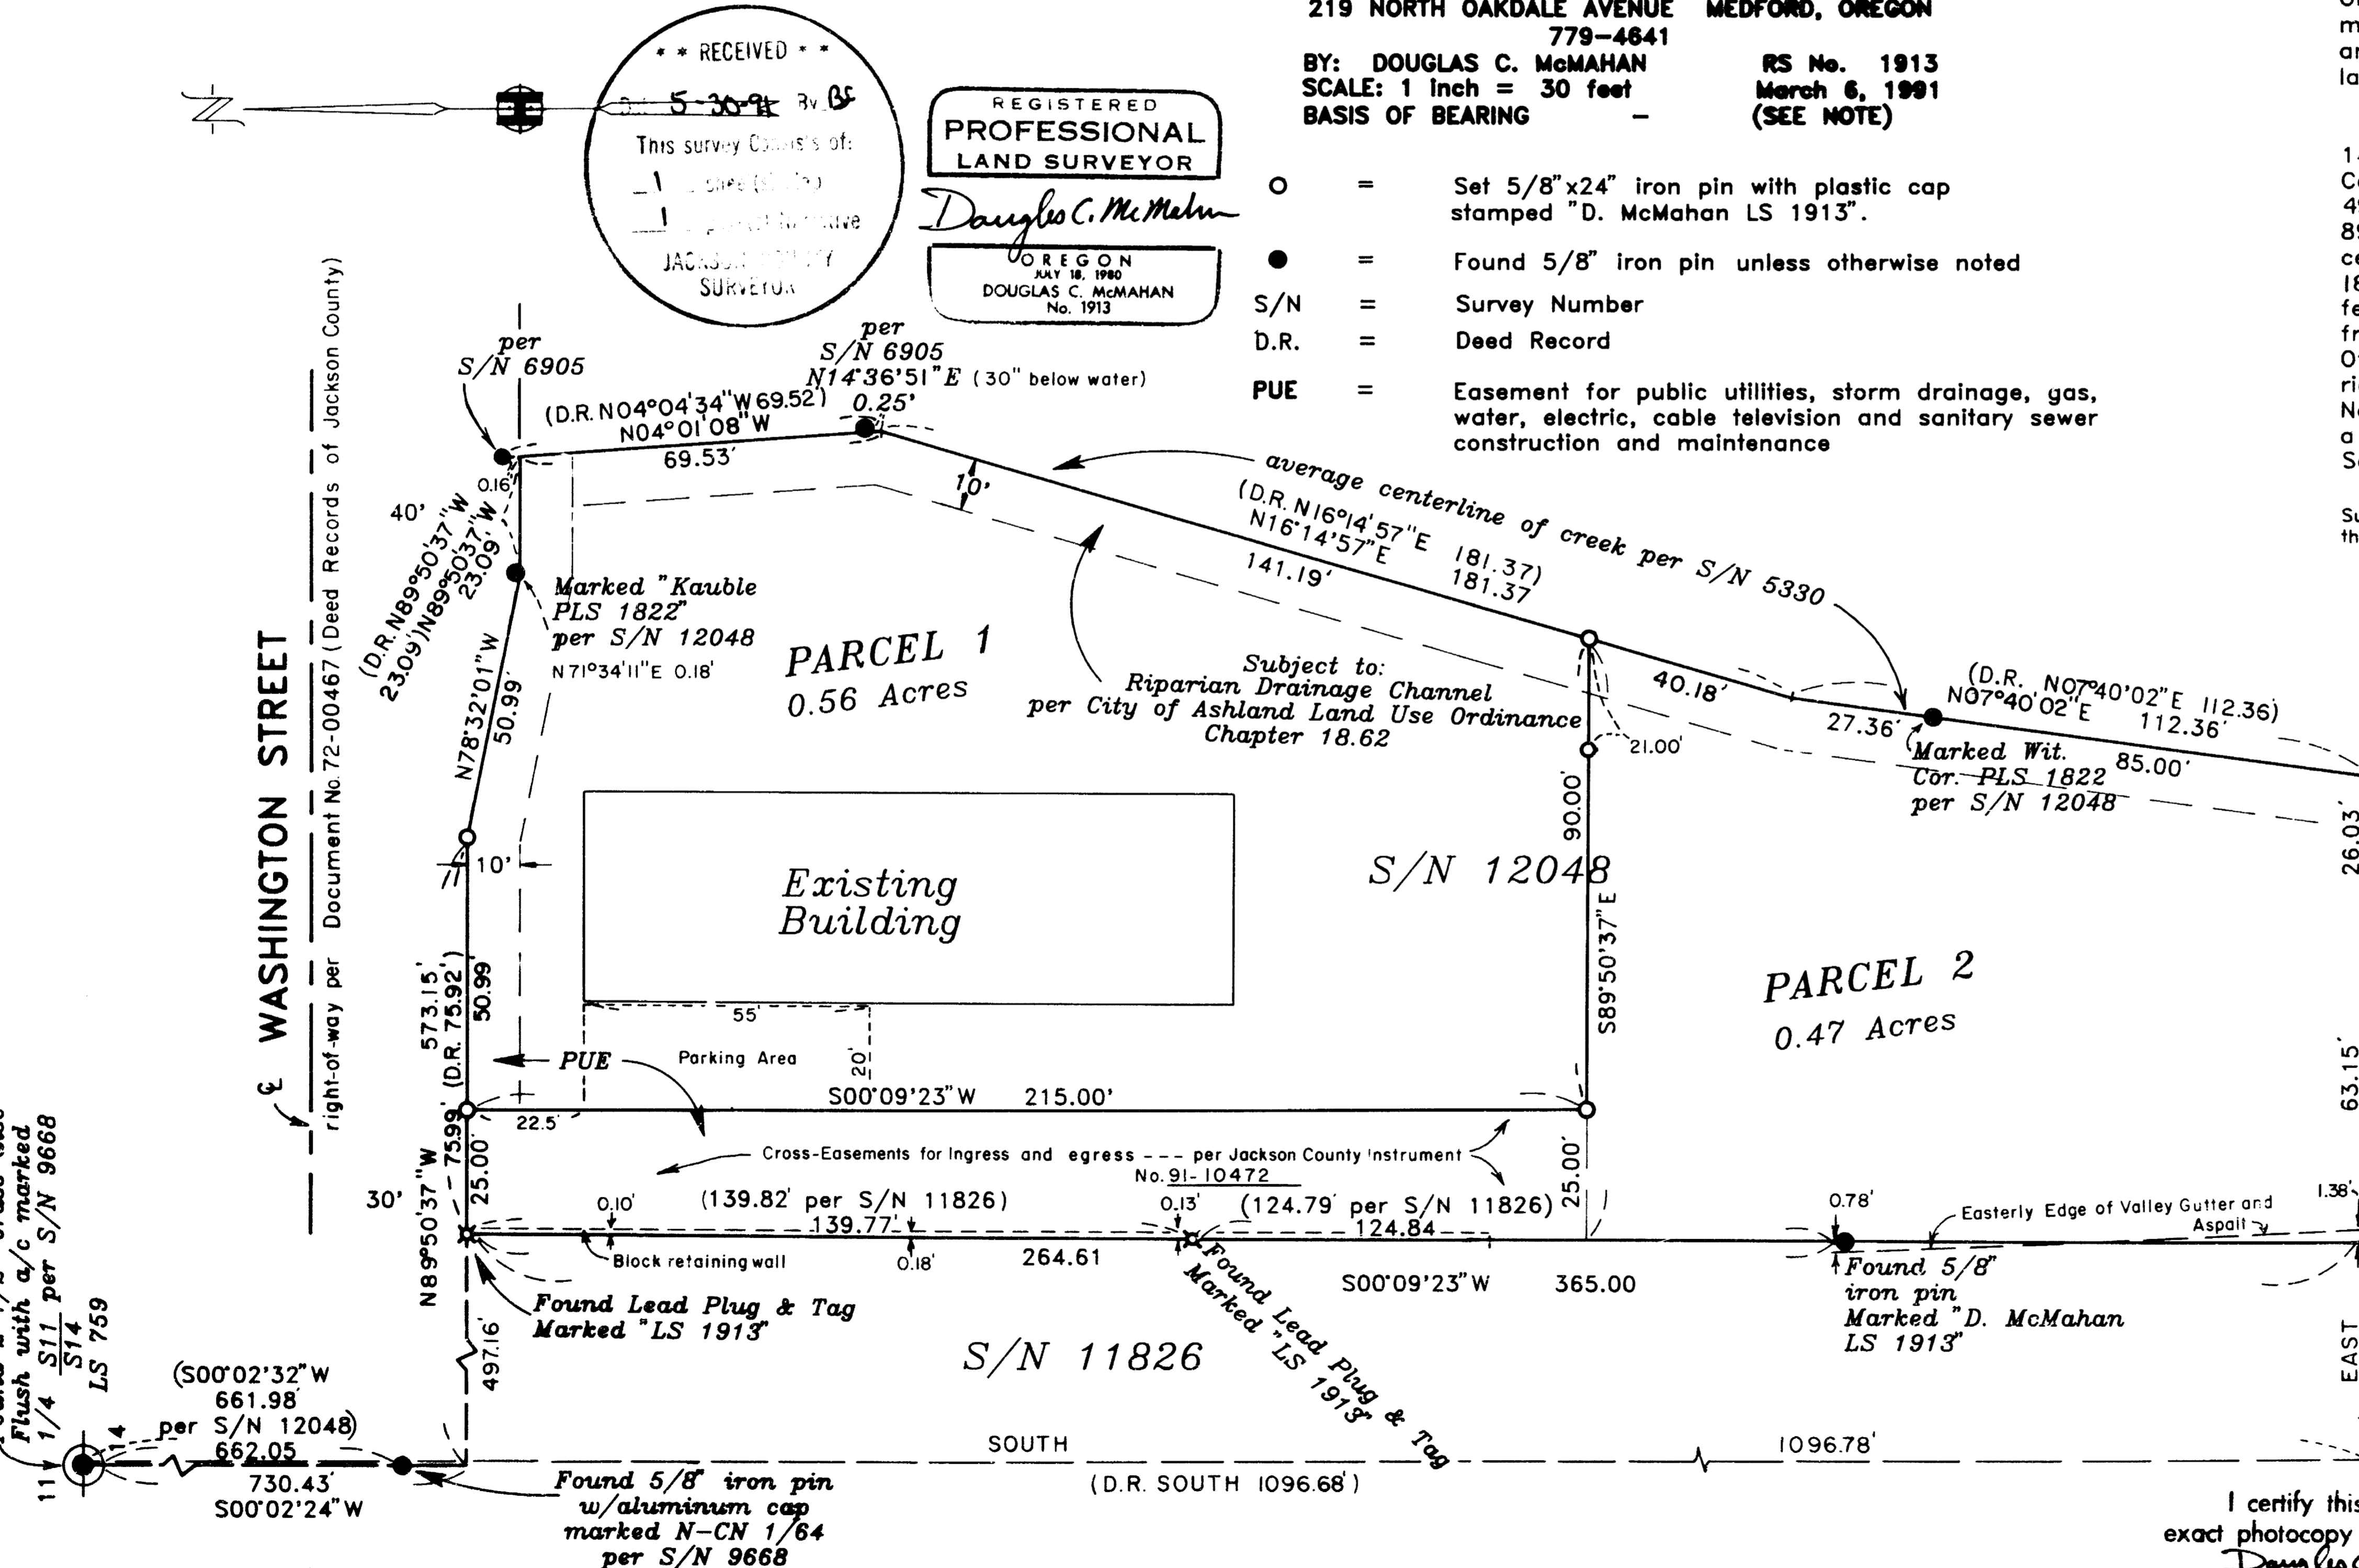 219 NORTH OAKDALE AVENUE MEDFORD, OREGON
779-4641
BY: DOUGLAS C. McMAHAN RS No. 1913
SCALE: 1 inch = 30 feet March 6, 1991
BASIS OF BEARING - (SEE NOTE)
* * RECEIVED * *
5-30-91 By BC
This survey Consists of:
1
1
SURVEYOR
REGISTERED
PROFESSIONAL
LAND SURVEYOR
Douglas C. McMahan
OREGON
JULY 18, 1980
DOUGLAS C. McMAHAN
No. 1913
O = Set 5/8"x24" iron pin with plastic cap
stamped "D. McMahan LS 1913".
● = Found 5/8" iron pin unless otherwise noted
S/N = Survey Number
D.R. = Deed Record
PUE = Easement for public utilities, storm drainage, gas,
water, electric, cable television and sanitary sewer
construction and maintenance
per
S/N 6905
per
S/N 6905
N14°36'51"E (30" below water)
0.25'
(D.R. N04°04'34"W 69.52')
N04°01'08"W
69.53'
0.16'
40'
(D.R. N89°50'37"W
23.09')
N89°50'37"W
23.09'
Marked "Kauble
PLS 1822"
per S/N 12048
N71°34'11"E 0.18'
N78°32'01"W
50.99'
10'
average centerline of creek per S/N 5330
(D.R. N16°14'57"E 181.37)
N16°14'57"E 181.37
141.19'
PARCEL 1
0.56 Acres
Subject to:
Riparian Drainage Channel
per City of Ashland Land Use Ordinance
Chapter 18.62
40.18'
27.36'
(D.R. N07°40'02"E 112.36)
N07°40'02"E 112.36'
85.00'
Marked Wit.
Cor. PLS 1822
per S/N 12048
21.00'
90.00'
S89°50'37"E
S/N 12048
26.03'
63.15'
EAST
PARCEL 2
0.47 Acres
℄ WASHINGTON STREET
right-of-way per Document No. 72-00467 (Deed Records of Jackson County)
10'
Existing
Building
55'
20'
Parking Area
PUE
573.15'
(D.R. 75.92')
50.99
75.99'
25.00'
N89°50'37"W
22.5'
S00°09'23"W 215.00'
Cross-Easements for Ingress and egress --- per Jackson County Instrument
No. 91-10472
30'
0.10'
(139.82' per S/N 11826)
139.77'
0.13'
(124.79' per S/N 11826)
124.84
25.00'
0.78'
Easterly Edge of Valley Gutter and
Aspalt
1.38'
Block retaining wall
0.18'
264.61
S00°09'23"W 365.00
Found Lead Plug & Tag
Marked "LS 1913"
Found Lead Plug & Tag
Marked "LS 1913"
Found 5/8"
iron pin
Marked "D. McMahan
LS 1913"
S/N 11826
497.16'
Flush with a/c marked
1/4 S11 per S/N 9668
S14
LS 759
11
14
(S00°02'32"W
661.98'
per S/N 12048)
662.05
730.43'
S00°02'24"W
Found 5/8" iron pin
w/aluminum cap
marked N-CN 1/64
per S/N 9668
SOUTH
1096.78'
(D.R. SOUTH 1096.68')
I certify this
exact photocopy